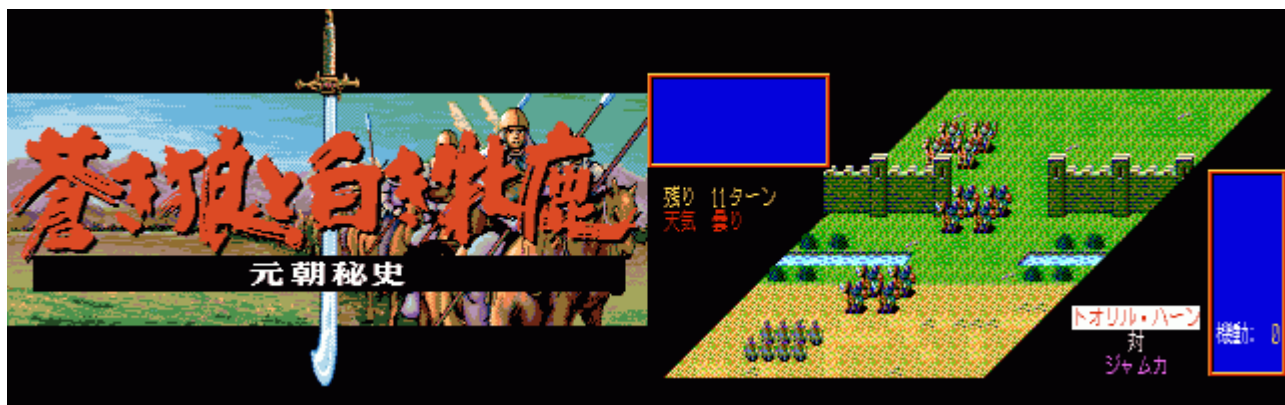 蒼き狼と白き牝鹿
元朝秘史
残り 11ターン
天気 曇り
トオリル・ハーン
対
ジャムカ
機動: 0